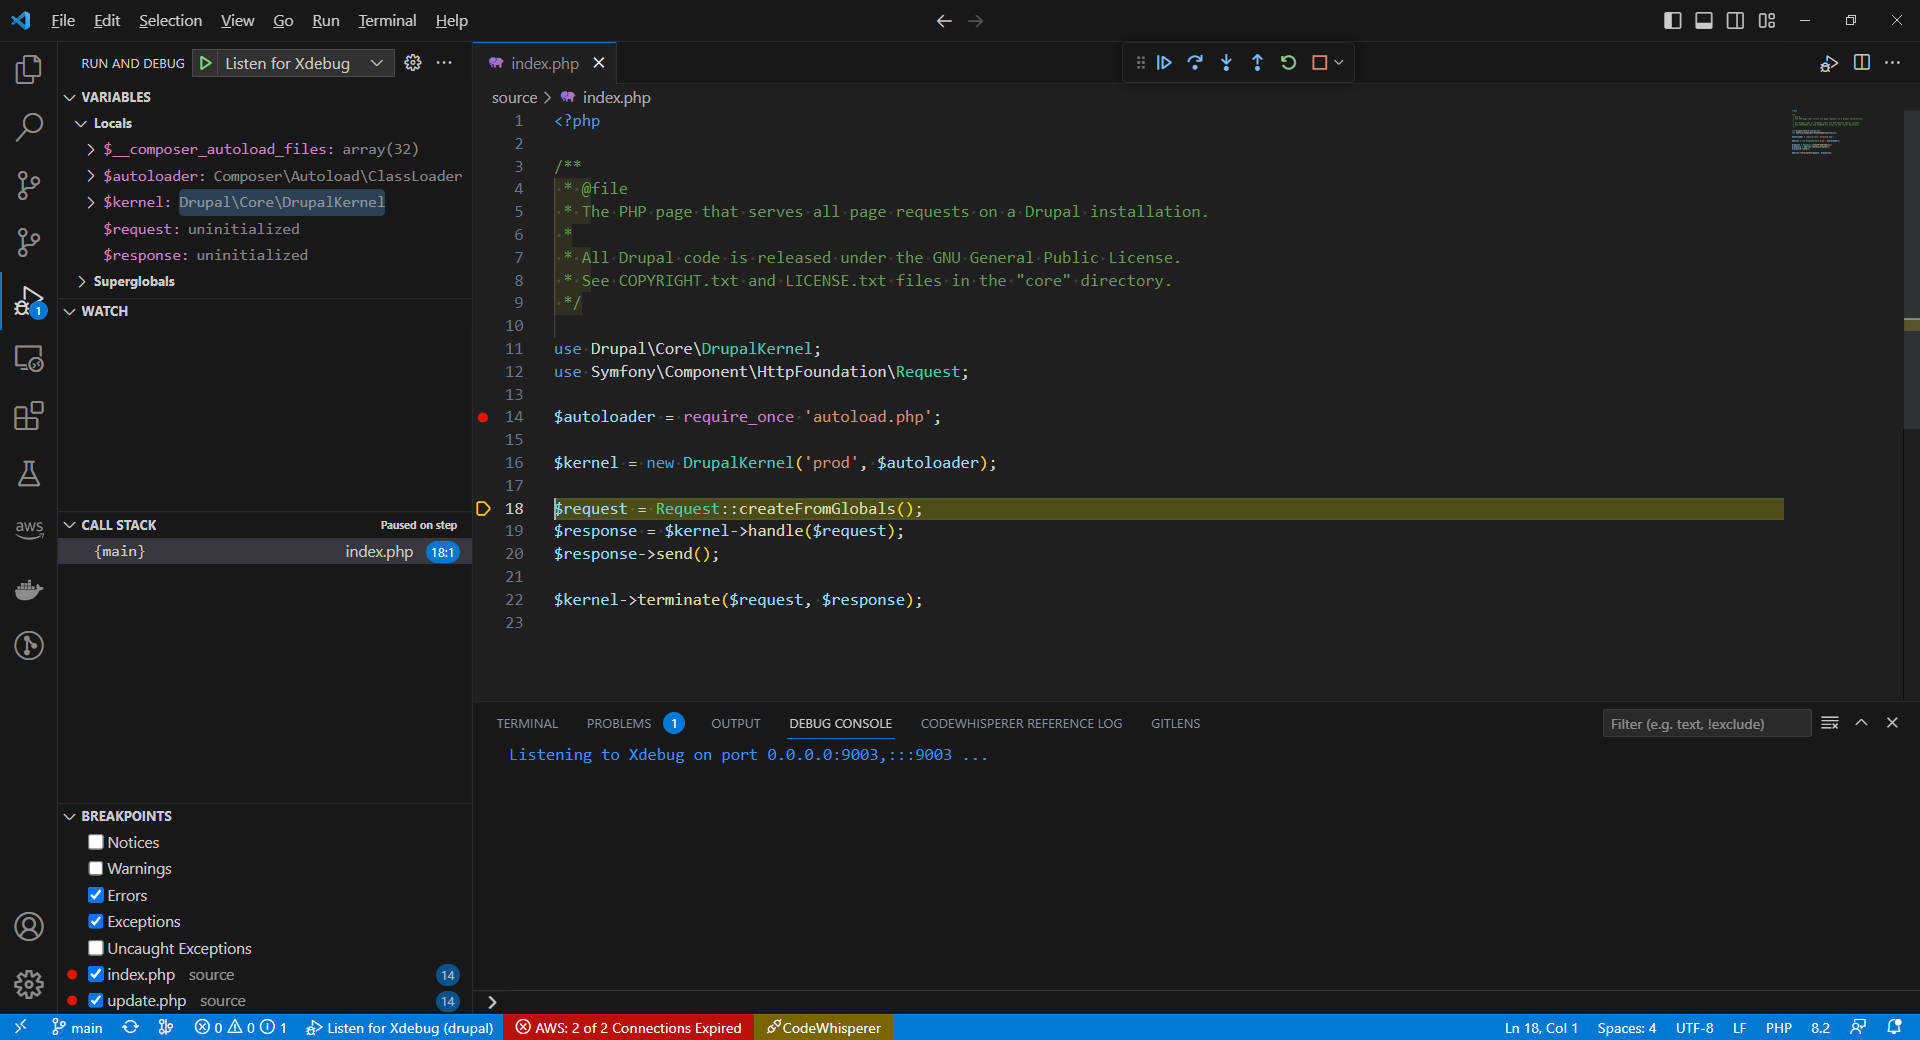 File Edit Selection View Go Run Terminal Help
RUN AND DEBUG Listen for Xdebug
VARIABLES
Locals
$__composer_autoload_files: array(32)
$autoloader: Composer\Autoload\ClassLoader
$kernel: Drupal\Core\DrupalKernel
$request: uninitialized
$response: uninitialized
Superglobals
WATCH
1
aws
CALL STACK Paused on step
{main} index.php 18:1
BREAKPOINTS
Notices
Warnings
Errors
Exceptions
Uncaught Exceptions
index.php source 14
update.php source 14
index.php
source > index.php
1 <?php
2
3 /**
4 * @file
5 * The PHP page that serves all page requests on a Drupal installation.
6 *
7 * All Drupal code is released under the GNU General Public License.
8 * See COPYRIGHT.txt and LICENSE.txt files in the "core" directory.
9 */
10
11 use Drupal\Core\DrupalKernel;
12 use Symfony\Component\HttpFoundation\Request;
13
14 $autoloader = require_once 'autoload.php';
15
16 $kernel = new DrupalKernel('prod', $autoloader);
17
18 $request = Request::createFromGlobals();
19 $response = $kernel->handle($request);
20 $response->send();
21
22 $kernel->terminate($request, $response);
23
TERMINAL PROBLEMS 1 OUTPUT DEBUG CONSOLE CODEWHISPERER REFERENCE LOG GITLENS Filter (e.g. text, !exclude)
Listening to Xdebug on port 0.0.0.0:9003,:::9003 ...
main 0 0 1 Listen for Xdebug (drupal) AWS: 2 of 2 Connections Expired CodeWhisperer Ln 18, Col 1 Spaces: 4 UTF-8 LF PHP 8.2